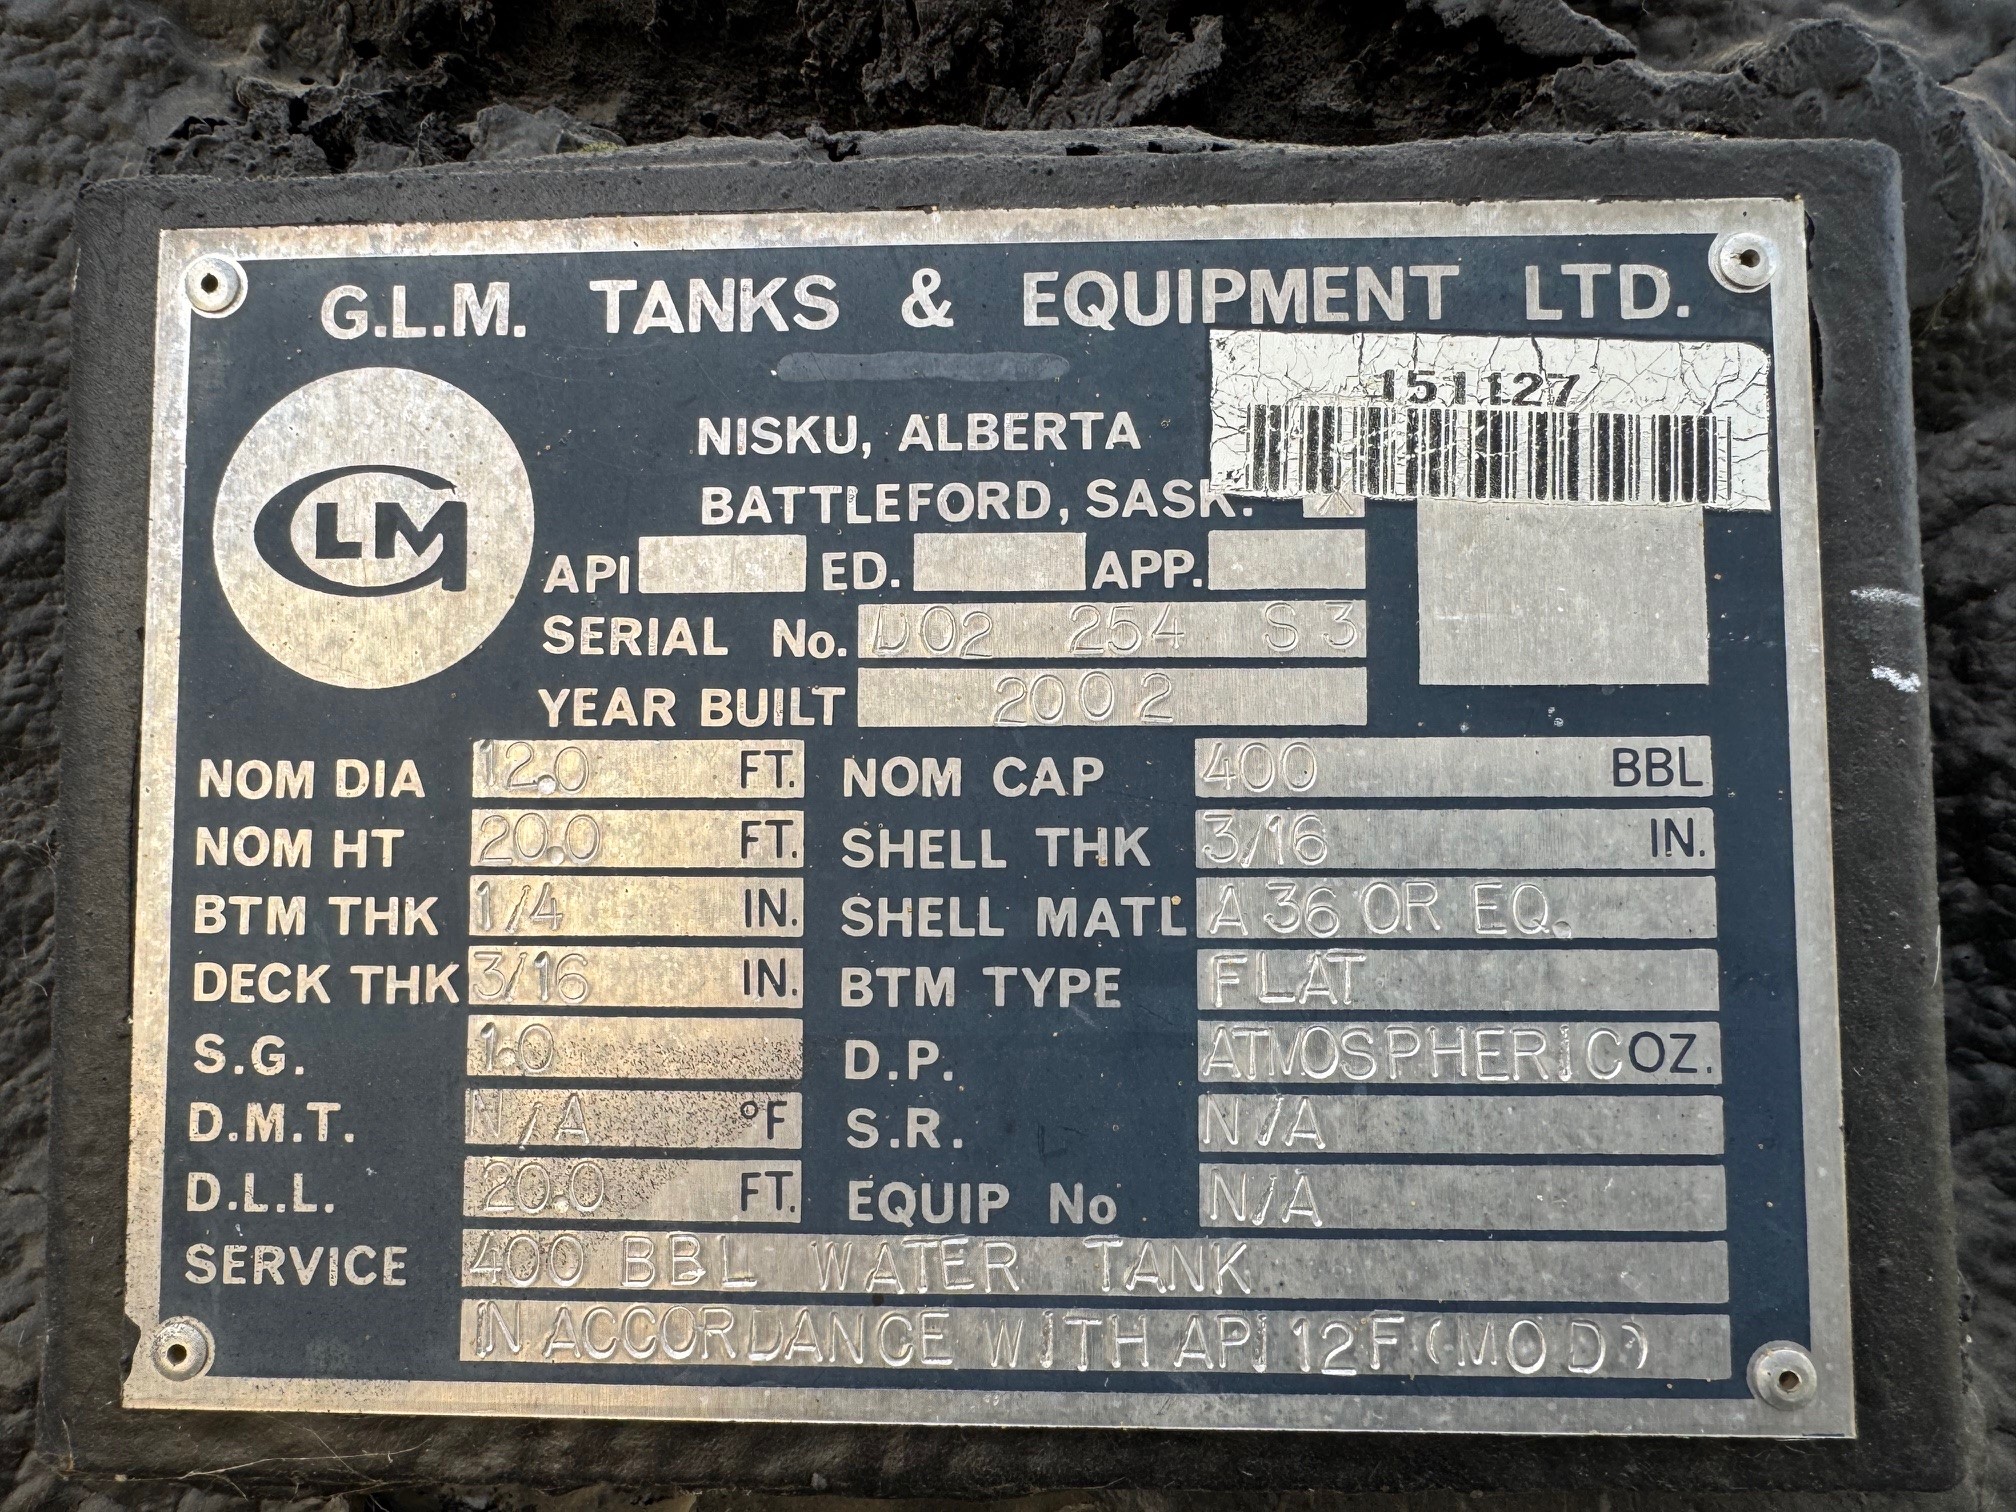 G.L.M. TANKS & EQUIPMENT LTD.
151127
NISKU, ALBERTA
BATTLEFORD, SASK.
GLM
API ED. APP.
SERIAL No. D02 254 S3
YEAR BUILT 2002
NOM DIA 12.0 FT. NOM CAP 400 BBL
NOM HT 20.0 FT. SHELL THK 3/16 IN.
BTM THK 1/4 IN. SHELL MATL A36 OR EQ.
DECK THK 3/16 IN. BTM TYPE FLAT
S.G. 1.0 D.P. ATMOSPHERIC OZ.
D.M.T. N/A °F S.R. N/A
D.L.L. 20.0 FT. EQUIP No N/A
SERVICE 400 BBL WATER TANK
IN ACCORDANCE WITH API 12F (MOD)